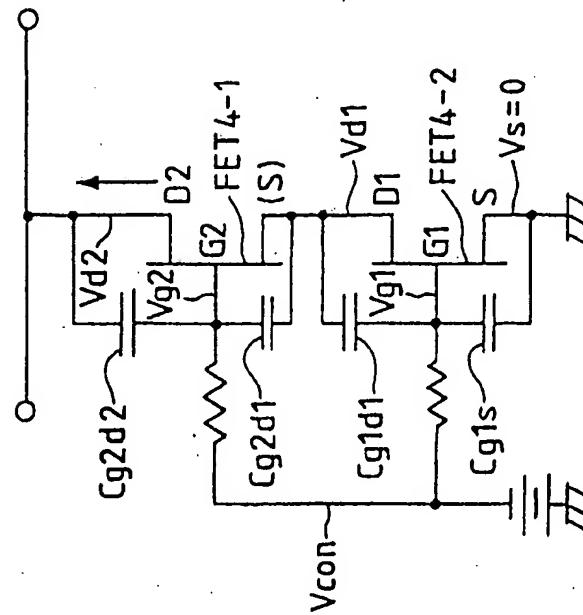 Vd2
D2
Cg2d2
Vg2
G2
FET4-1
(S)
Cg2d1
Vd1
D1
Cg1d1
Vg1
G1
FET4-2
S
Cg1s
Vs=0
Vcon